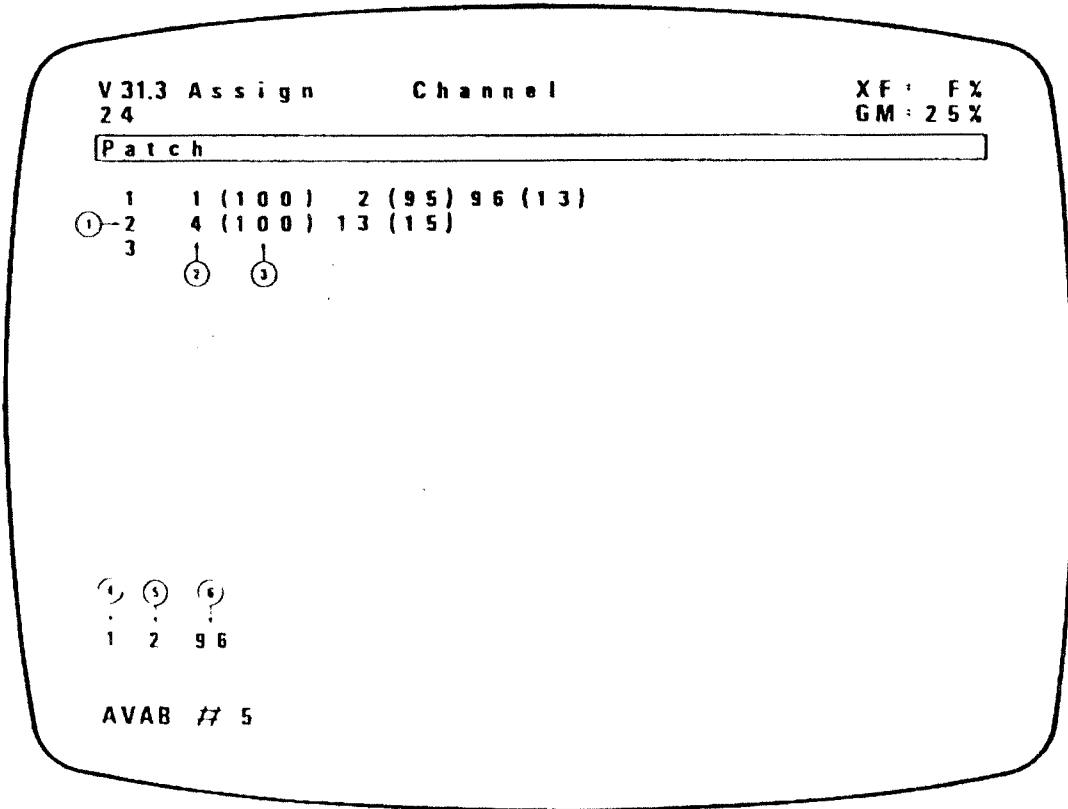 V 31.3 Assign Channel XF: F%
24 GM: 25%
Patch
1 1 (100) 2 (95) 96 (13)
1 2 4 (100) 13 (15)
3
2 3
4 5 6
1 2 96
AVAB # 5